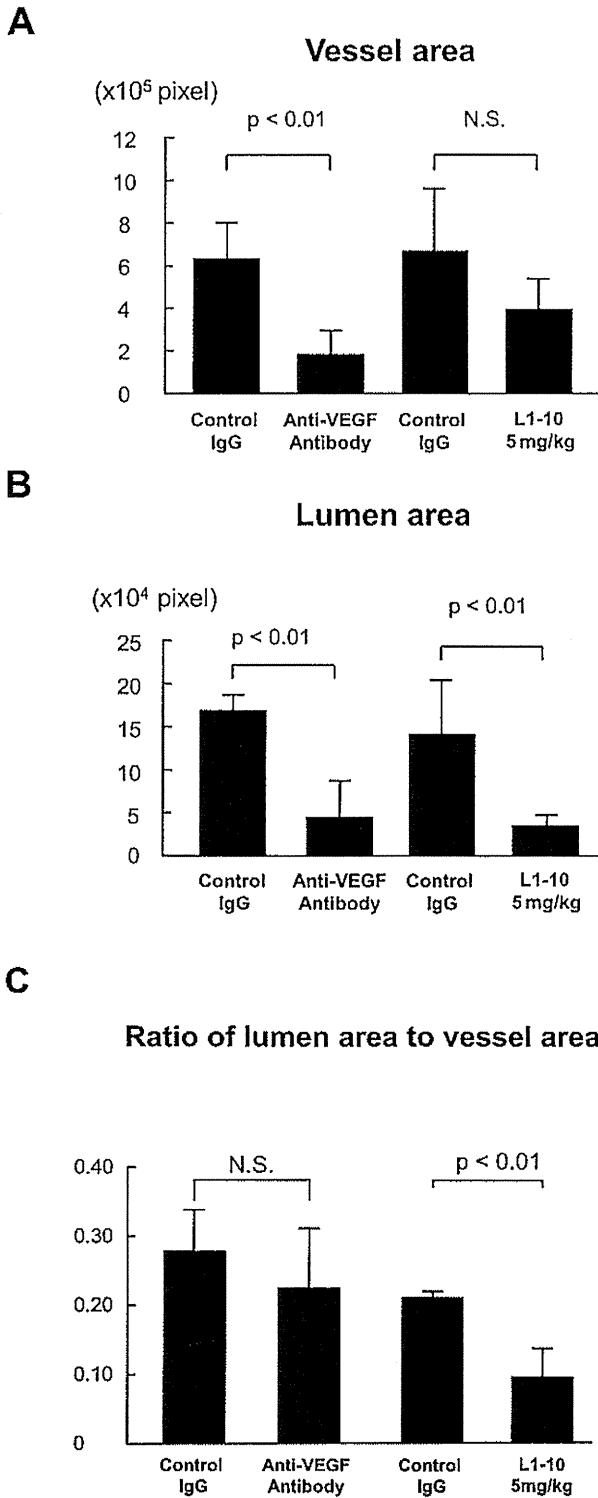 A
Vessel area
(x10⁵ pixel)
p < 0.01
N.S.
12
10
8
6
4
2
0
Control
IgG
Anti-VEGF
Antibody
Control
IgG
L1-10
5 mg/kg
B
Lumen area
(x10⁴ pixel)
p < 0.01
p < 0.01
25
20
15
10
5
0
Control
IgG
Anti-VEGF
Antibody
Control
IgG
L1-10
5 mg/kg
C
Ratio of lumen area to vessel area
N.S.
p < 0.01
0.40
0.30
0.20
0.10
0
Control
IgG
Anti-VEGF
Antibody
Control
IgG
L1-10
5mg/kg